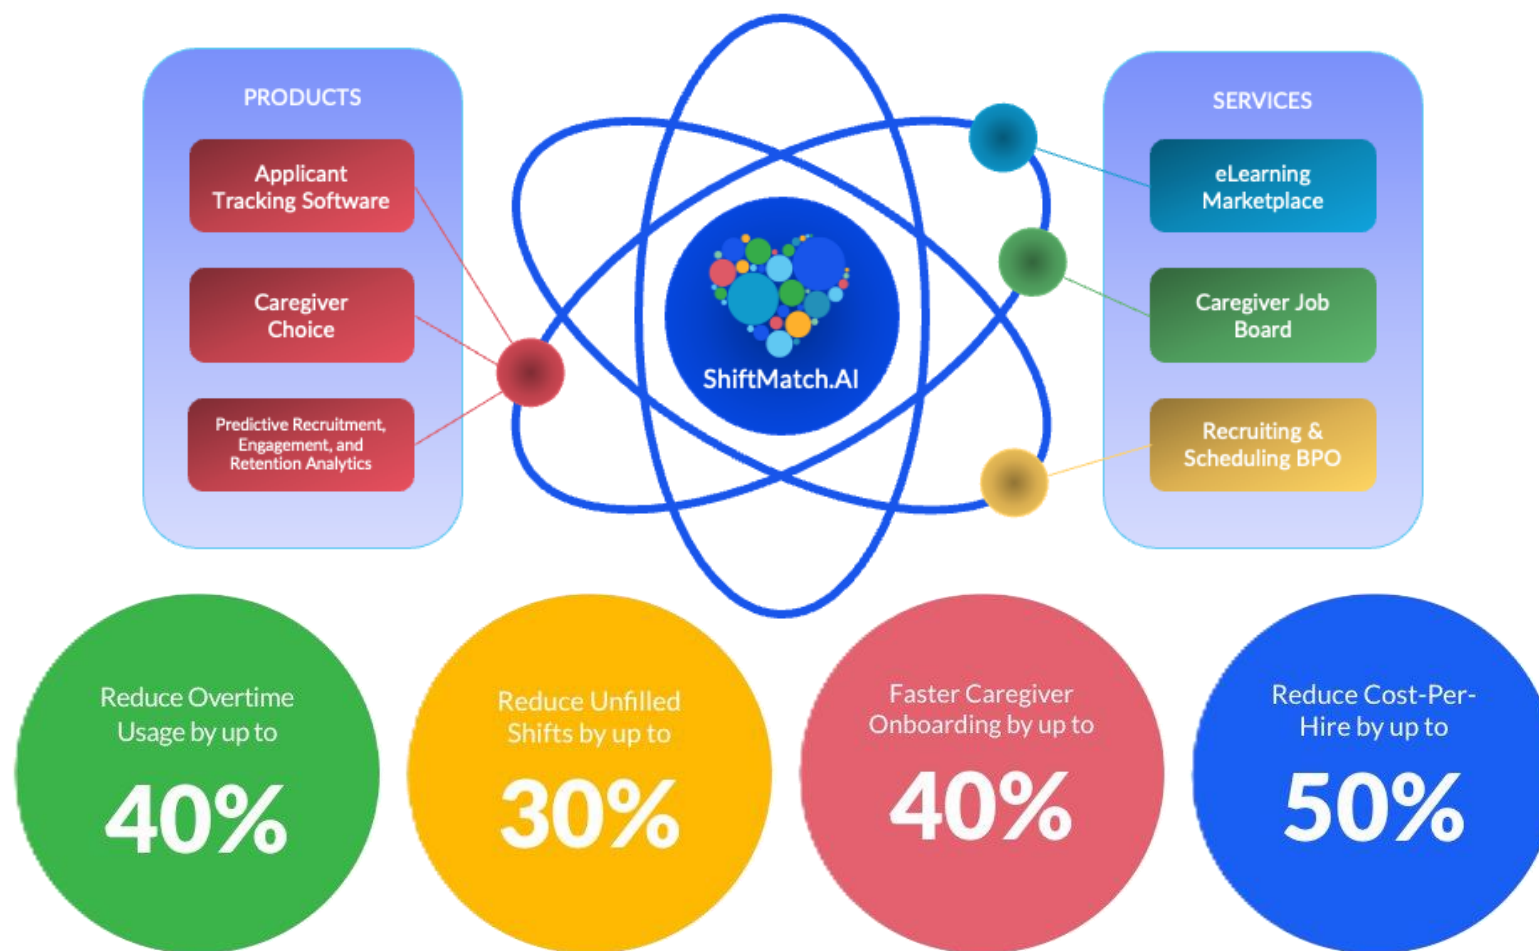 PRODUCTS
Applicant
Tracking Software
Caregiver
Choice
Predictive Recruitment,
Engagement, and
Retention Analytics
ShiftMatch.AI
SERVICES
eLearning
Marketplace
Caregiver Job
Board
Recruiting &
Scheduling BPO
Reduce Overtime
Usage by up to
40%
Reduce Unfilled
Shifts by up to
30%
Faster Caregiver
Onboarding by up to
40%
Reduce Cost-Per-
Hire by up to
50%